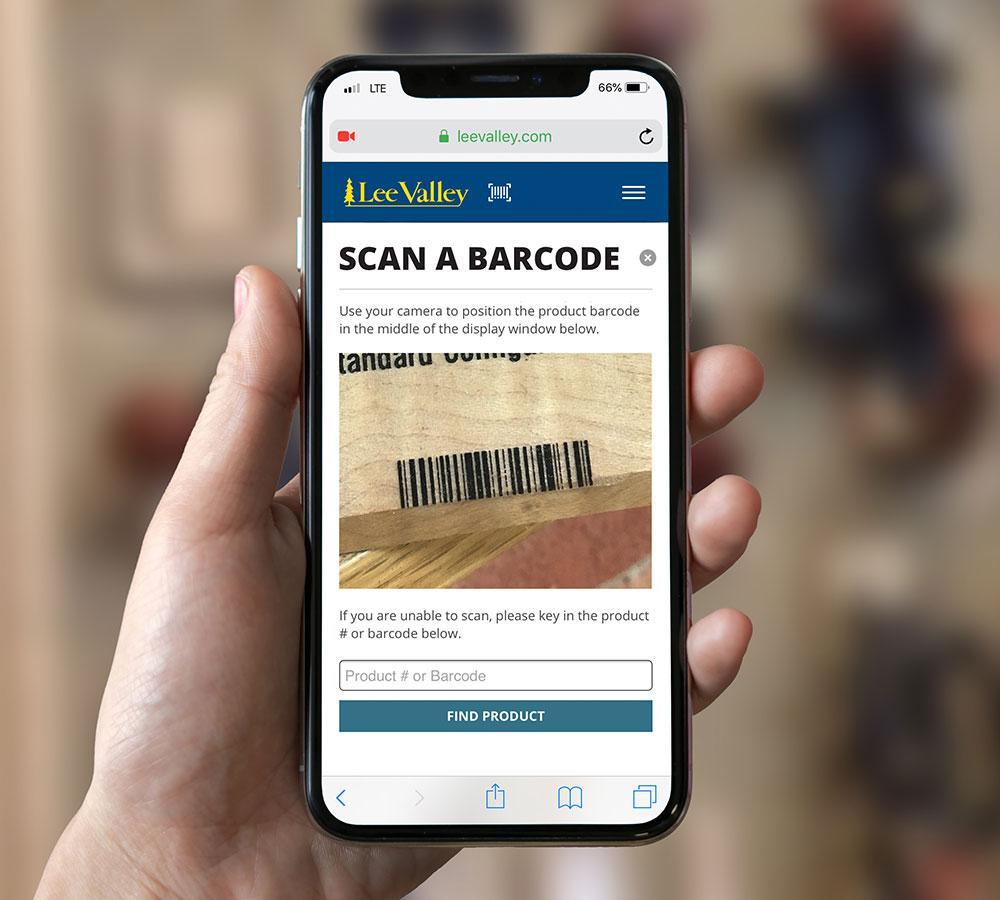 LTE
66%
leevalley.com
Lee Valley
SCAN A BARCODE
Use your camera to position the product barcode
in the middle of the display window below.
If you are unable to scan, please key in the product
# or barcode below.
Product # or Barcode
FIND PRODUCT